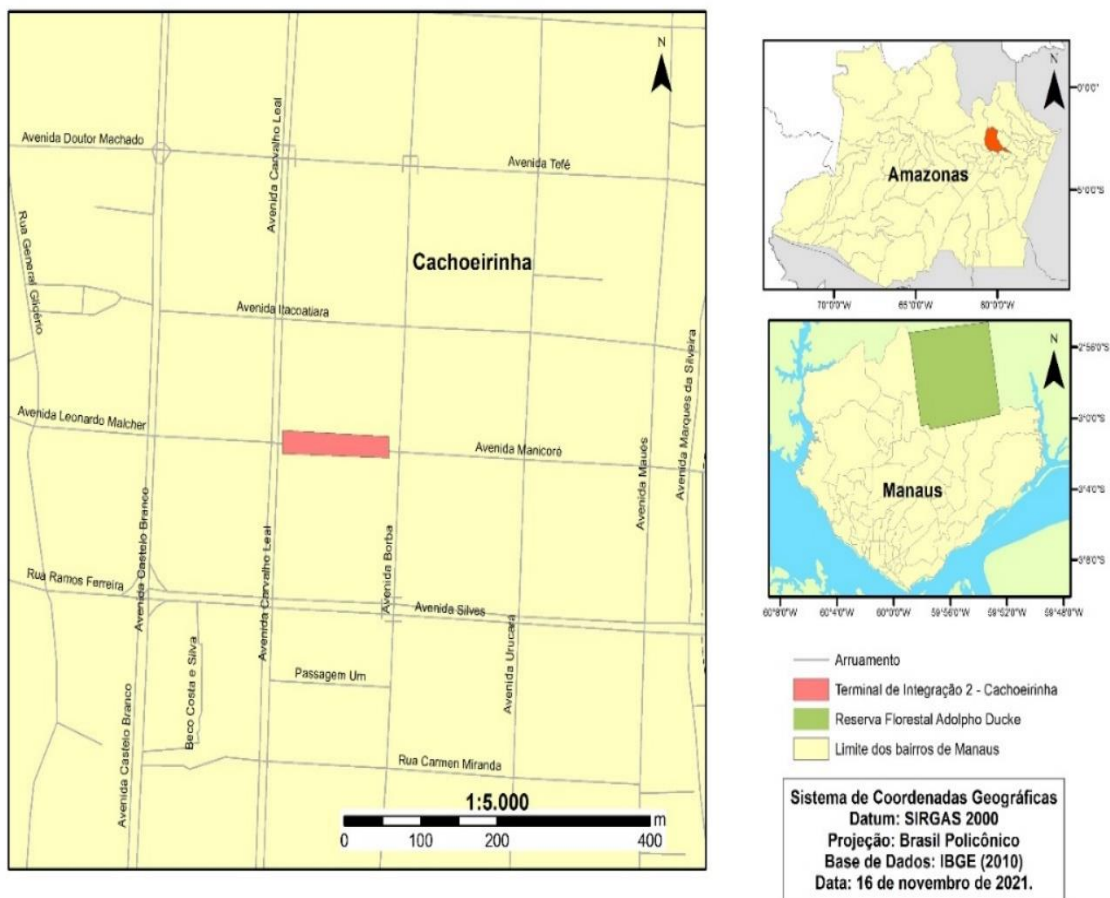 N
Avenida Doutor Machado
Avenida Carvalho Leal
Avenida Tefé
Rua General Glicério
Cachoeirinha
Avenida Itacoatiara
Avenida Marques da Silveira
Avenida Leonardo Malcher
Avenida Manicoré
Avenida Maués
Avenida Castelo Branco
Avenida Carvalho Leal
Avenida Borba
Rua Ramos Ferreira
Avenida Silves
Avenida Urucará
Beco Costa e Silva
Passagem Um
Avenida Castelo Branco
Rua Carmen Miranda
1:5.000
0 100 200 400 m
N
Amazonas
0°0'0"
5°0'0"S
70°0'0"W 65°0'0"W 60°0'0"W
N
Manaus
2°56'0"S
3°0'0"S
3°4'0"S
3°8'0"S
60°8'0"W 60°4'0"W 60°0'0"W 59°56'0"W 59°52'0"W 59°48'0"W
Arruamento
Terminal de Integração 2 - Cachoeirinha
Reserva Florestal Adolpho Ducke
Limite dos bairros de Manaus
Sistema de Coordenadas Geográficas
Datum: SIRGAS 2000
Projeção: Brasil Policônico
Base de Dados: IBGE (2010)
Data: 16 de novembro de 2021.